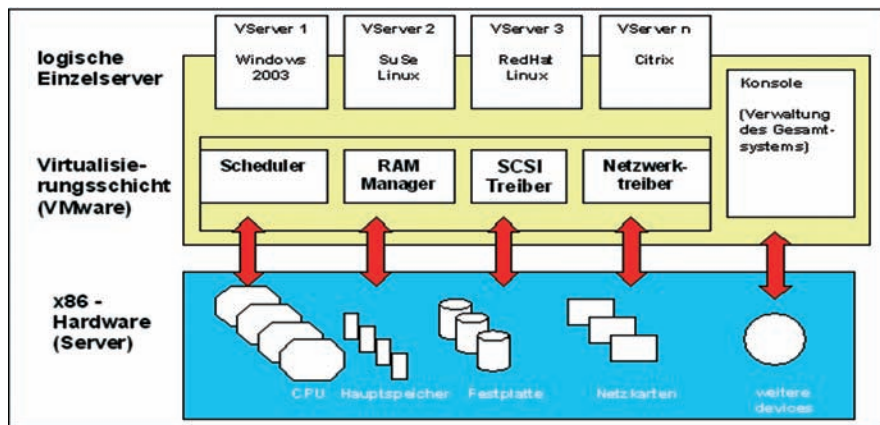 logische
Einzelserver
VServer 1
Windows
2003
VServer 2
SuSe
Linux
VServer 3
RedHat
Linux
VServer n
Citrix
Konsole
(Verwaltung
des Gesamt-
systems)
Virtualisie-
rungsschicht
(VMware)
Scheduler
RAM
Manager
SCSI
Treiber
Netzwerk-
treiber
x86 -
Hardware
(Server)
CPU
Hauptspeicher
Festplatte
Netzkarten
weitere
devices